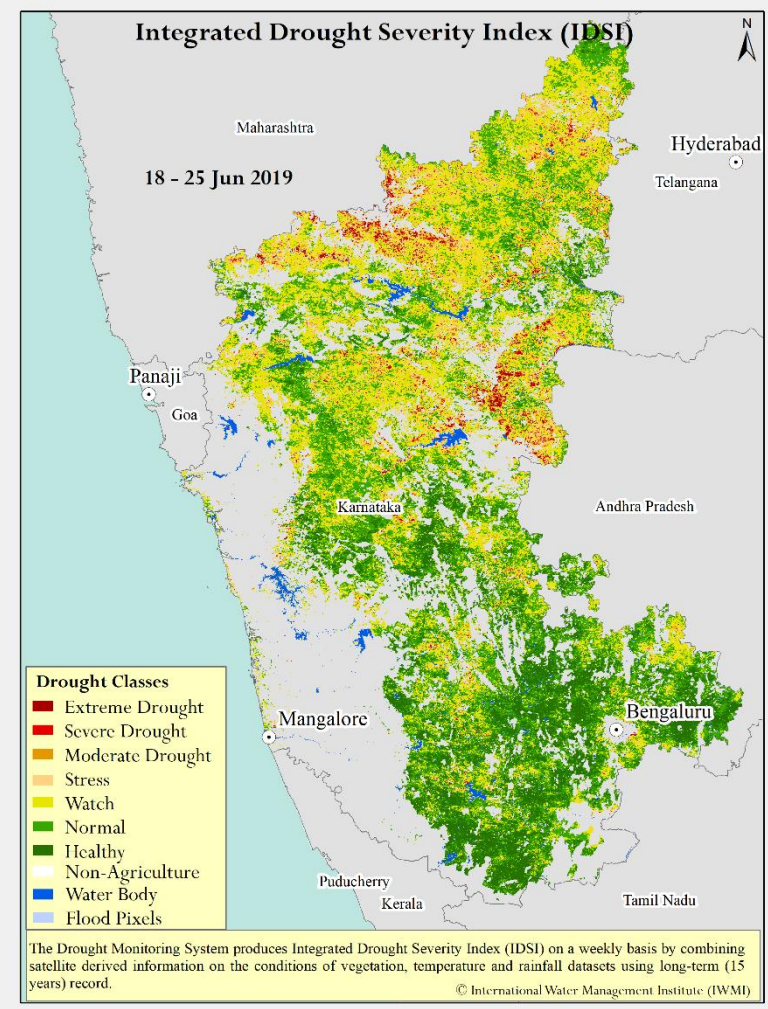 Integrated Drought Severity Index (IDSI)
N
Maharashtra
Hyderabad
18 - 25 Jun 2019
Telangana
Panaji
Goa
Karnataka
Andhra Pradesh
Drought Classes
Extreme Drought
Severe Drought
Moderate Drought
Stress
Watch
Normal
Healthy
Non-Agriculture
Water Body
Flood Pixels
Mangalore
Bengaluru
Puducherry
Kerala
Tamil Nadu
The Drought Monitoring System produces Integrated Drought Severity Index (IDSI) on a weekly basis by combining
satellite derived information on the conditions of vegetation, temperature and rainfall datasets using long-term (15
years) record.
© International Water Management Institute (IWMI)